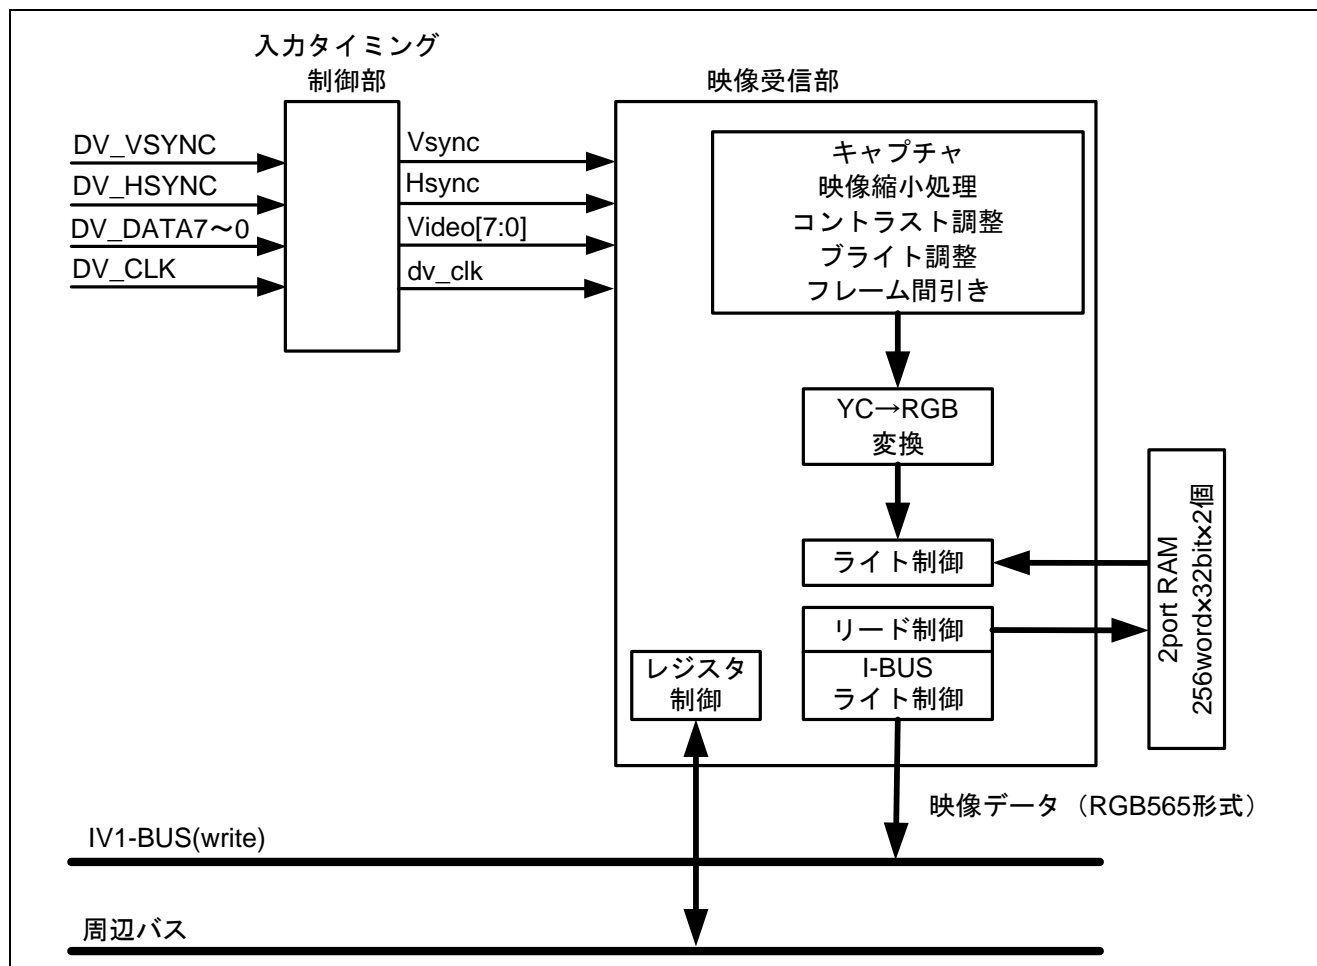 入力タイミング
制御部
映像受信部
DV_VSYNC
DV_HSYNC
DV_DATA7～0
DV_CLK
Vsync
Hsync
Video[7:0]
dv_clk
キャプチャ
映像縮小処理
コントラスト調整
ブライト調整
フレーム間引き
YC→RGB
変換
ライト制御
リード制御
I-BUS
ライト制御
レジスタ
制御
2port RAM
256word×32bit×2個
映像データ（RGB565形式）
IV1-BUS(write)
周辺バス